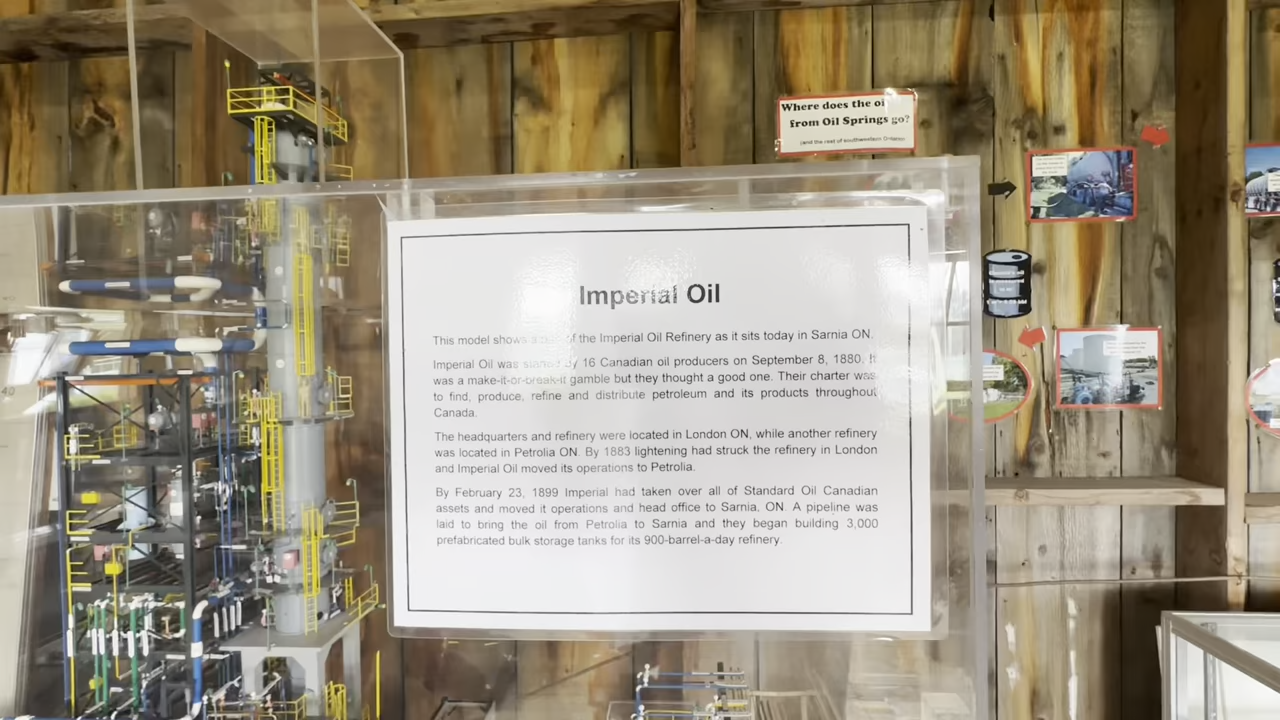 Where does the oil
from Oil Springs go?
(and the rest of southwestern Ontario)
Imperial Oil
This model shows a of the Imperial Oil Refinery as it sits today in Sarnia ON.
Imperial Oil was started by 16 Canadian oil producers on September 8, 1880. It
was a make-it-or-break-it gamble but they thought a good one. Their charter was
to find, produce, refine and distribute petroleum and its products throughout
Canada.
The headquarters and refinery were located in London ON, while another refinery
was located in Petrolia ON. By 1883 lightening had struck the refinery in London
and Imperial Oil moved its operations to Petrolia.
By February 23, 1899 Imperial had taken over all of Standard Oil Canadian
assets and moved it operations and head office to Sarnia, ON. A pipeline was
laid to bring the oil from Petrolia to Sarnia and they began building 3,000
prefabricated bulk storage tanks for its 900-barrel-a-day refinery.